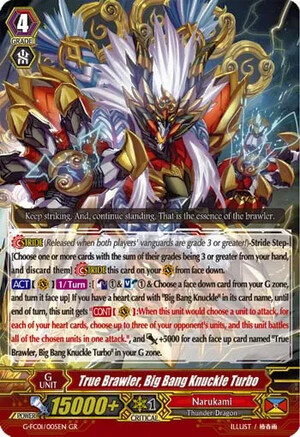 4
GRADE
Keep striking. And, continue standing. That is the essence of the brawler.
STRIDE (Released when both players' vanguards are grade 3 or greater!)-Stride Step-
[Choose one or more cards with the sum of their grades being 3 or greater from your hand,
and discard them] STRIDE this card on your from face down.
ACT 1/Turn & Choose a face down card from your G zone,
and turn it face up] If you have a heart card with "Big Bang Knuckle" in its card name, until
end of turn, this unit gets "CONT :When this unit would choose a unit to attack, for
each of your heart cards, choose up to three of your opponent's units, and this unit battles
all of the chosen units in one attack.", and +5000 for each face up card named "True
Brawler, Big Bang Knuckle Turbo" in your G zone.
G UNIT
True Brawler, Big Bang Knuckle Turbo
POWER 15000+ 1 CRITICAL
Narukami
Thunder Dragon
G-FC01/005EN GR
ILLUST / 椿春雨